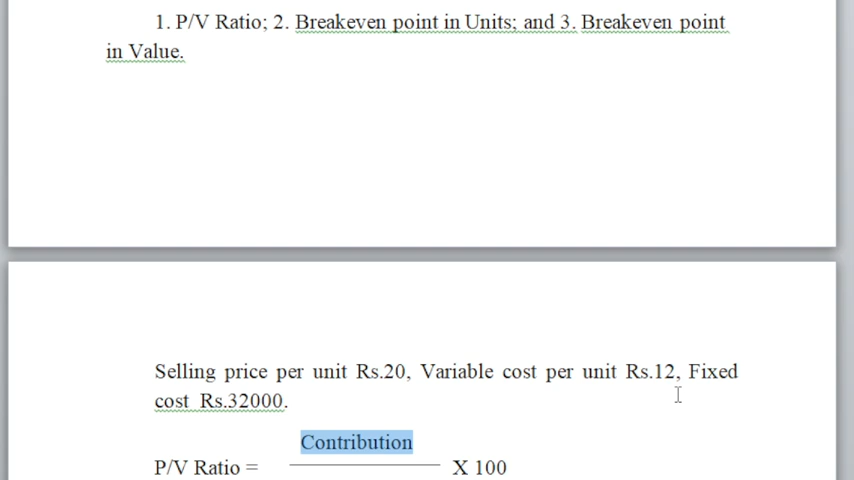 1. P/V Ratio; 2. Breakeven point in Units; and 3. Breakeven point
in Value.
Selling price per unit Rs.20, Variable cost per unit Rs.12, Fixed
cost Rs.32000.
Contribution
P/V Ratio = X 100